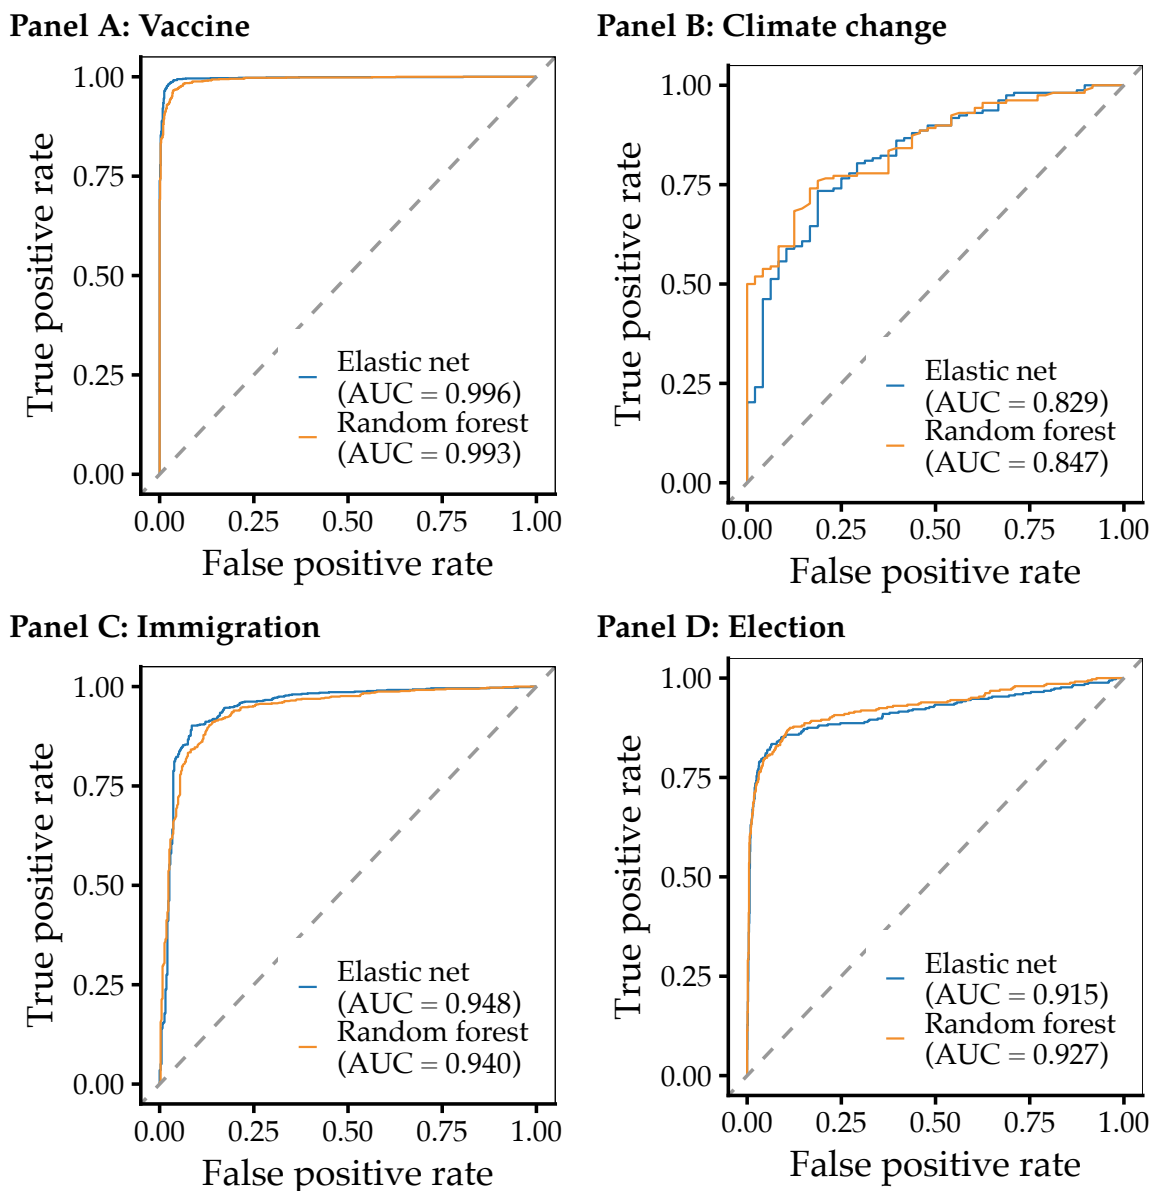 Panel A: Vaccine
True positive rate
1.00
0.75
0.50
0.25
0.00
Elastic net
(AUC = 0.996)
Random forest
(AUC = 0.993)
0.00 0.25 0.50 0.75 1.00
False positive rate
Panel B: Climate change
True positive rate
1.00
0.75
0.50
0.25
0.00
Elastic net
(AUC = 0.829)
Random forest
(AUC = 0.847)
0.00 0.25 0.50 0.75 1.00
False positive rate
Panel C: Immigration
True positive rate
1.00
0.75
0.50
0.25
0.00
Elastic net
(AUC = 0.948)
Random forest
(AUC = 0.940)
0.00 0.25 0.50 0.75 1.00
False positive rate
Panel D: Election
True positive rate
1.00
0.75
0.50
0.25
0.00
Elastic net
(AUC = 0.915)
Random forest
(AUC = 0.927)
0.00 0.25 0.50 0.75 1.00
False positive rate